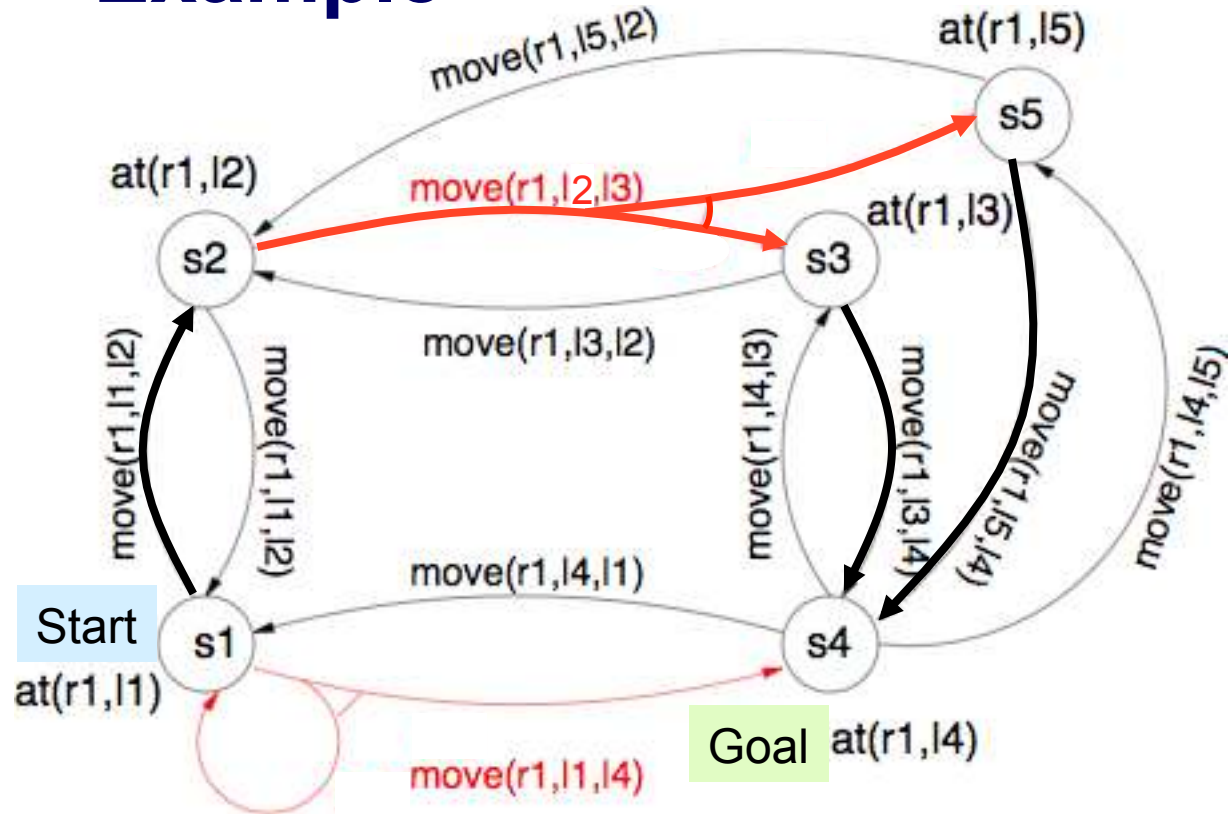 Example
move(r1,l5,l2)
at(r1,l5)
s5
at(r1,l2)
move(r1,l2,l3)
at(r1,l3)
s2
s3
move(r1,l3,l2)
move(r1,l1,l2)
move(r1,l1,l2)
move(r1,l4,l3)
move(r1,l3,l4)
move(r1,l5,l4)
move(r1,l4,l5)
move(r1,l4,l1)
Start
s1
s4
at(r1,l1)
Goal
at(r1,l4)
move(r1,l1,l4)